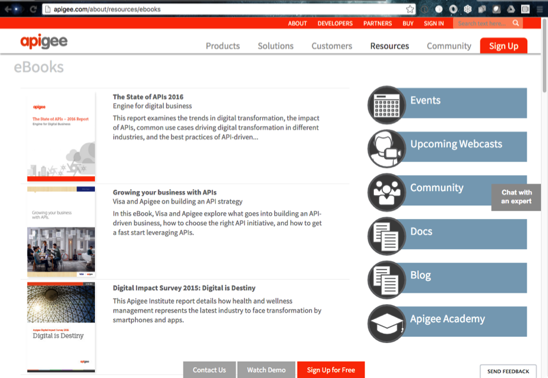 apigee.com/about/resources/ebooks
ABOUT DEVELOPERS PARTNERS BUY SIGN IN
apigee Products Solutions Customers Resources Community Sign Up
eBooks
The State of APIs 2016
Engine for digital business
This report examines the trends in digital transformation, the impact
of APIs, common use cases driving digital transformation in different
industries, and the best practices of API-driven...
apigee
The State of APIs – 2016 Report
Engine for Digital Business
Growing your business with APIs
Visa and Apigee on building an API strategy
In this eBook, Visa and Apigee explore what goes into building an API-
driven business, how to choose the right API initiative, and how to get
a fast start leveraging APIs.
Growing your business
with APIs
Digital Impact Survey 2015: Digital is Destiny
This Apigee Institute report details how health and wellness
management represents the latest industry to face transformation by
smartphones and apps.
Digital is Destiny
apigee
Events
Upcoming Webcasts
Community
Docs
Blog
Apigee Academy
Chat with
an expert
Contact Us Watch Demo Sign Up for Free
SEND FEEDBACK